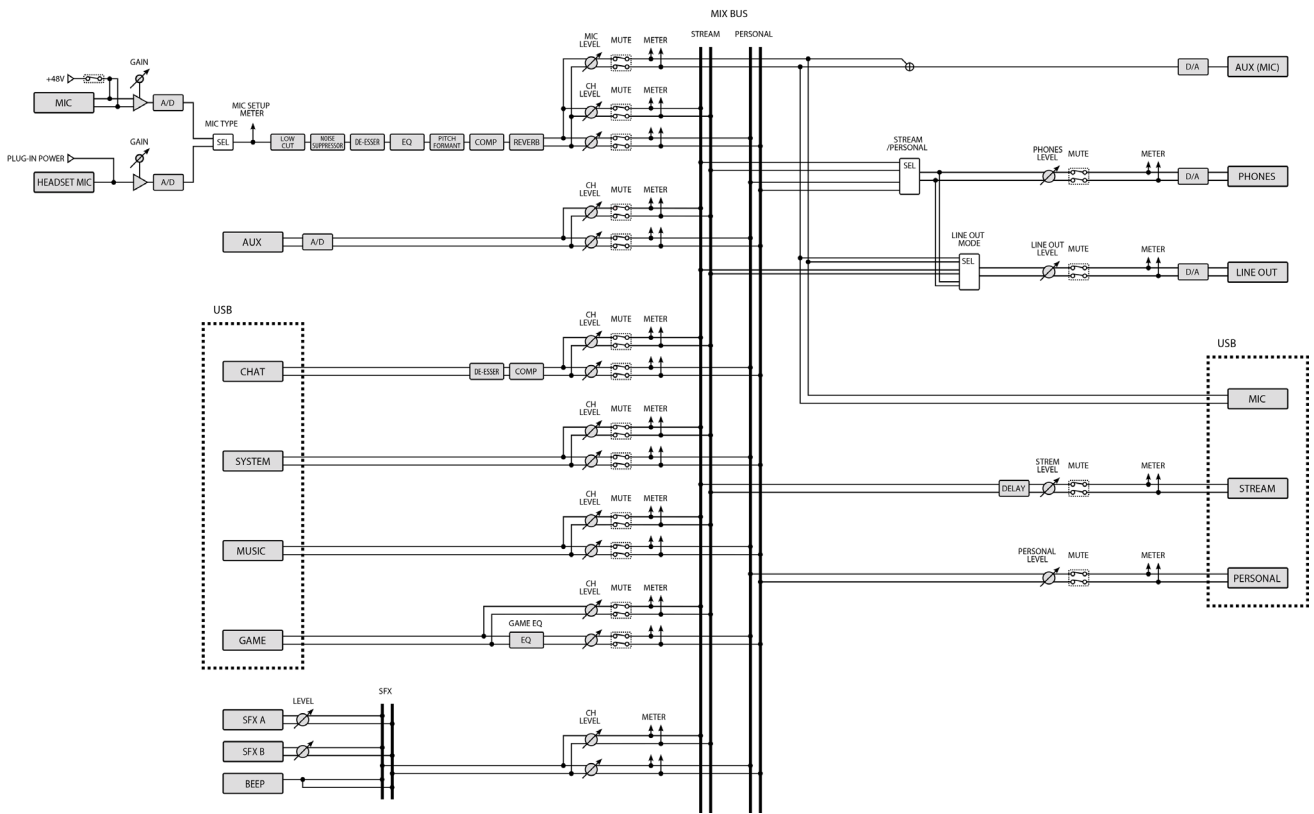 MIX BUS
STREAM PERSONAL
MIC
LEVEL
MUTE METER
GAIN
+48V
MIC
A/D
AUX (MIC)
D/A
CH
LEVEL
MUTE METER
MIC SETUP
METER
MIC TYPE
SEL
LOW
CUT
NOISE
SUPPRESSOR
DE-ESSER
EQ
PITCH
FORMANT
COMP
REVERB
GAIN
PLUG-IN POWER
HEADSET MIC
A/D
STREAM
/PERSONAL
SEL
PHONES
LEVEL
MUTE METER
D/A
PHONES
CH
LEVEL
MUTE METER
AUX
A/D
LINE OUT
MODE
SEL
LINE OUT
LEVEL
MUTE METER
D/A
LINE OUT
USB
CH
LEVEL
MUTE METER
CHAT
DE-ESSER
COMP
USB
MIC
CH
LEVEL
MUTE METER
SYSTEM
STREM
LEVEL
MUTE METER
DELAY
STREAM
CH
LEVEL
MUTE METER
MUSIC
PERSONAL
LEVEL
MUTE METER
PERSONAL
CH
LEVEL
MUTE METER
GAME
GAME EQ
EQ
SFX
LEVEL
SFX A
SFX B
BEEP
CH
LEVEL
METER